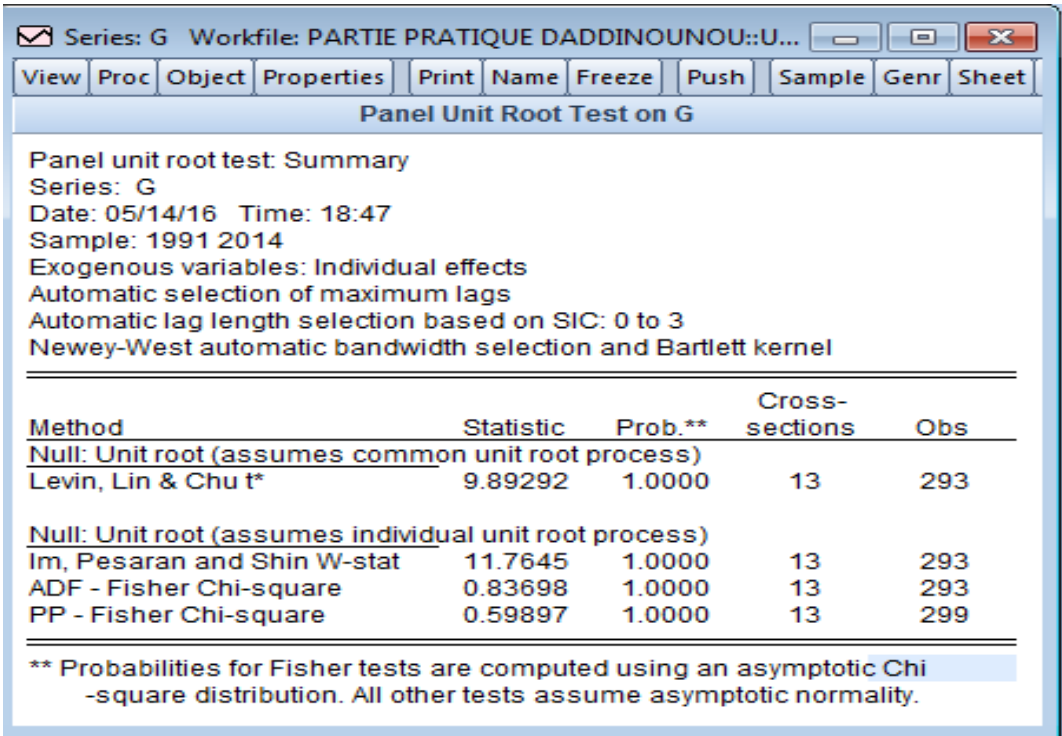 Series: G Workfile: PARTIE PRATIQUE DADDINOUNOU::U...
View Proc Object Properties Print Name Freeze Push Sample Genr Sheet
Panel Unit Root Test on G
Panel unit root test: Summary
Series: G
Date: 05/14/16 Time: 18:47
Sample: 1991 2014
Exogenous variables: Individual effects
Automatic selection of maximum lags
Automatic lag length selection based on SIC: 0 to 3
Newey-West automatic bandwidth selection and Bartlett kernel
Cross-
Method Statistic Prob.** sections Obs
Null: Unit root (assumes common unit root process)
Levin, Lin & Chu t* 9.89292 1.0000 13 293
Null: Unit root (assumes individual unit root process)
Im, Pesaran and Shin W-stat 11.7645 1.0000 13 293
ADF - Fisher Chi-square 0.83698 1.0000 13 293
PP - Fisher Chi-square 0.59897 1.0000 13 299
** Probabilities for Fisher tests are computed using an asymptotic Chi
-square distribution. All other tests assume asymptotic normality.